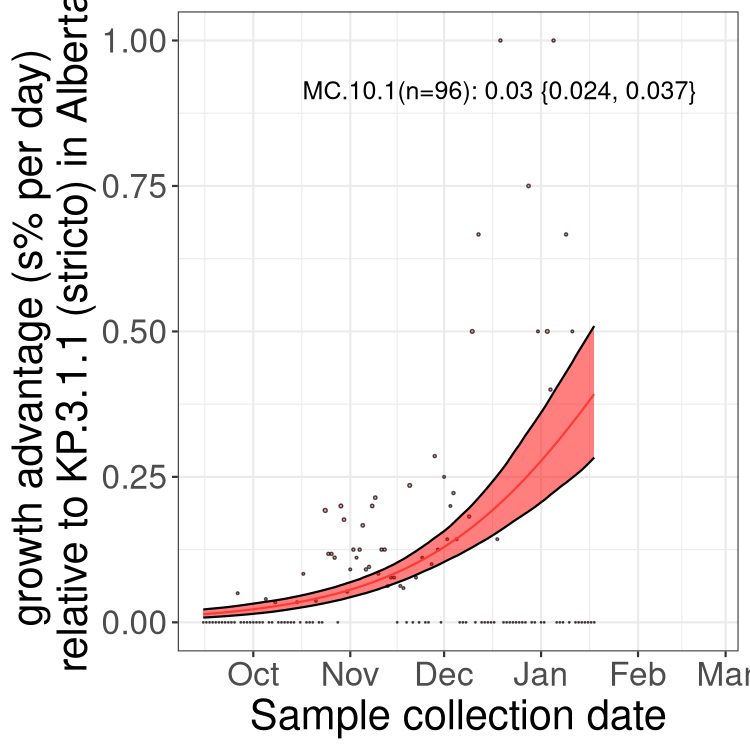 growth advantage (s% per day)
relative to KP.3.1.1 (stricto) in Alberta
1.00
0.75
0.50
0.25
0.00
MC.10.1(n=96): 0.03 {0.024, 0.037}
Oct Nov Dec Jan Feb Mar
Sample collection date